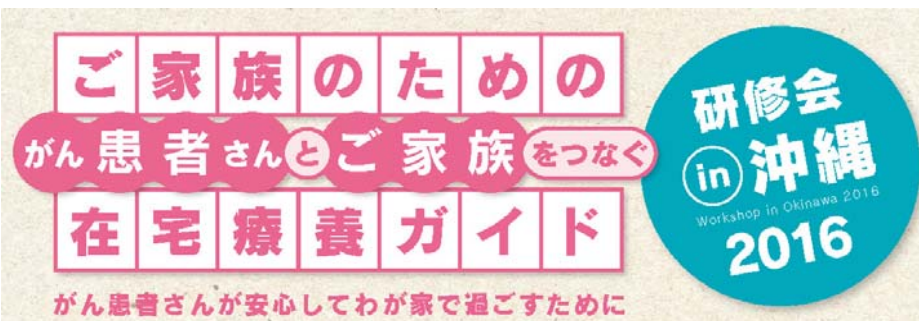 ご家族のための
がん患者さんとご家族をつなぐ
在宅療養ガイド
がん患者さんが安心してわが家で過ごすために
研修会
in沖縄
Workshop in Okinawa 2016
2016